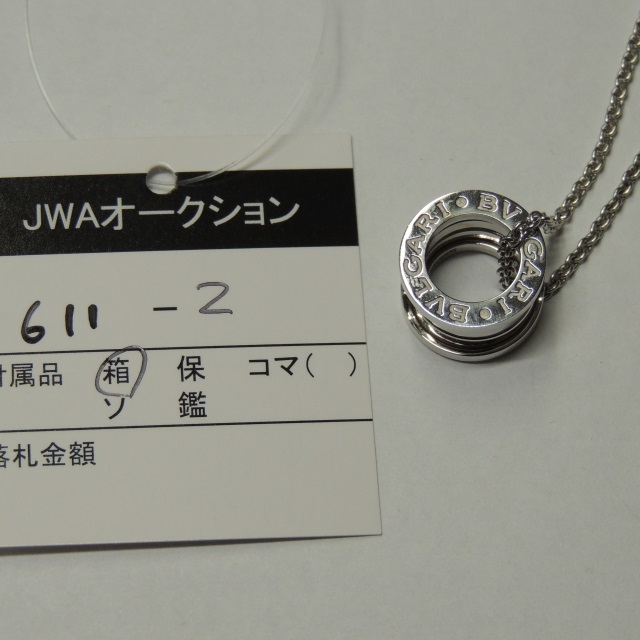 JWAオークション
611 - 2
付属品 箱 保 コマ( )
ソ 鑑
落札金額
BVLGARI • BVLGARI •